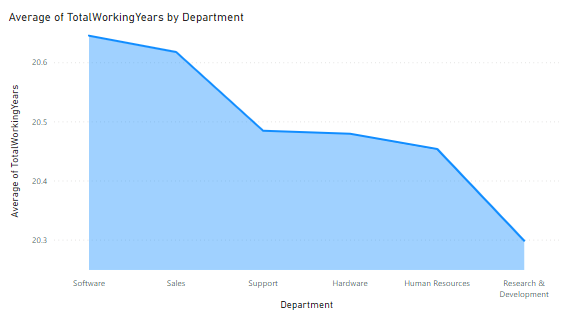 Average of TotalWorkingYears by Department
Average of TotalWorkingYears
20.6
20.5
20.4
20.3
Software Sales Support Hardware Human Resources Research &
Development
Department